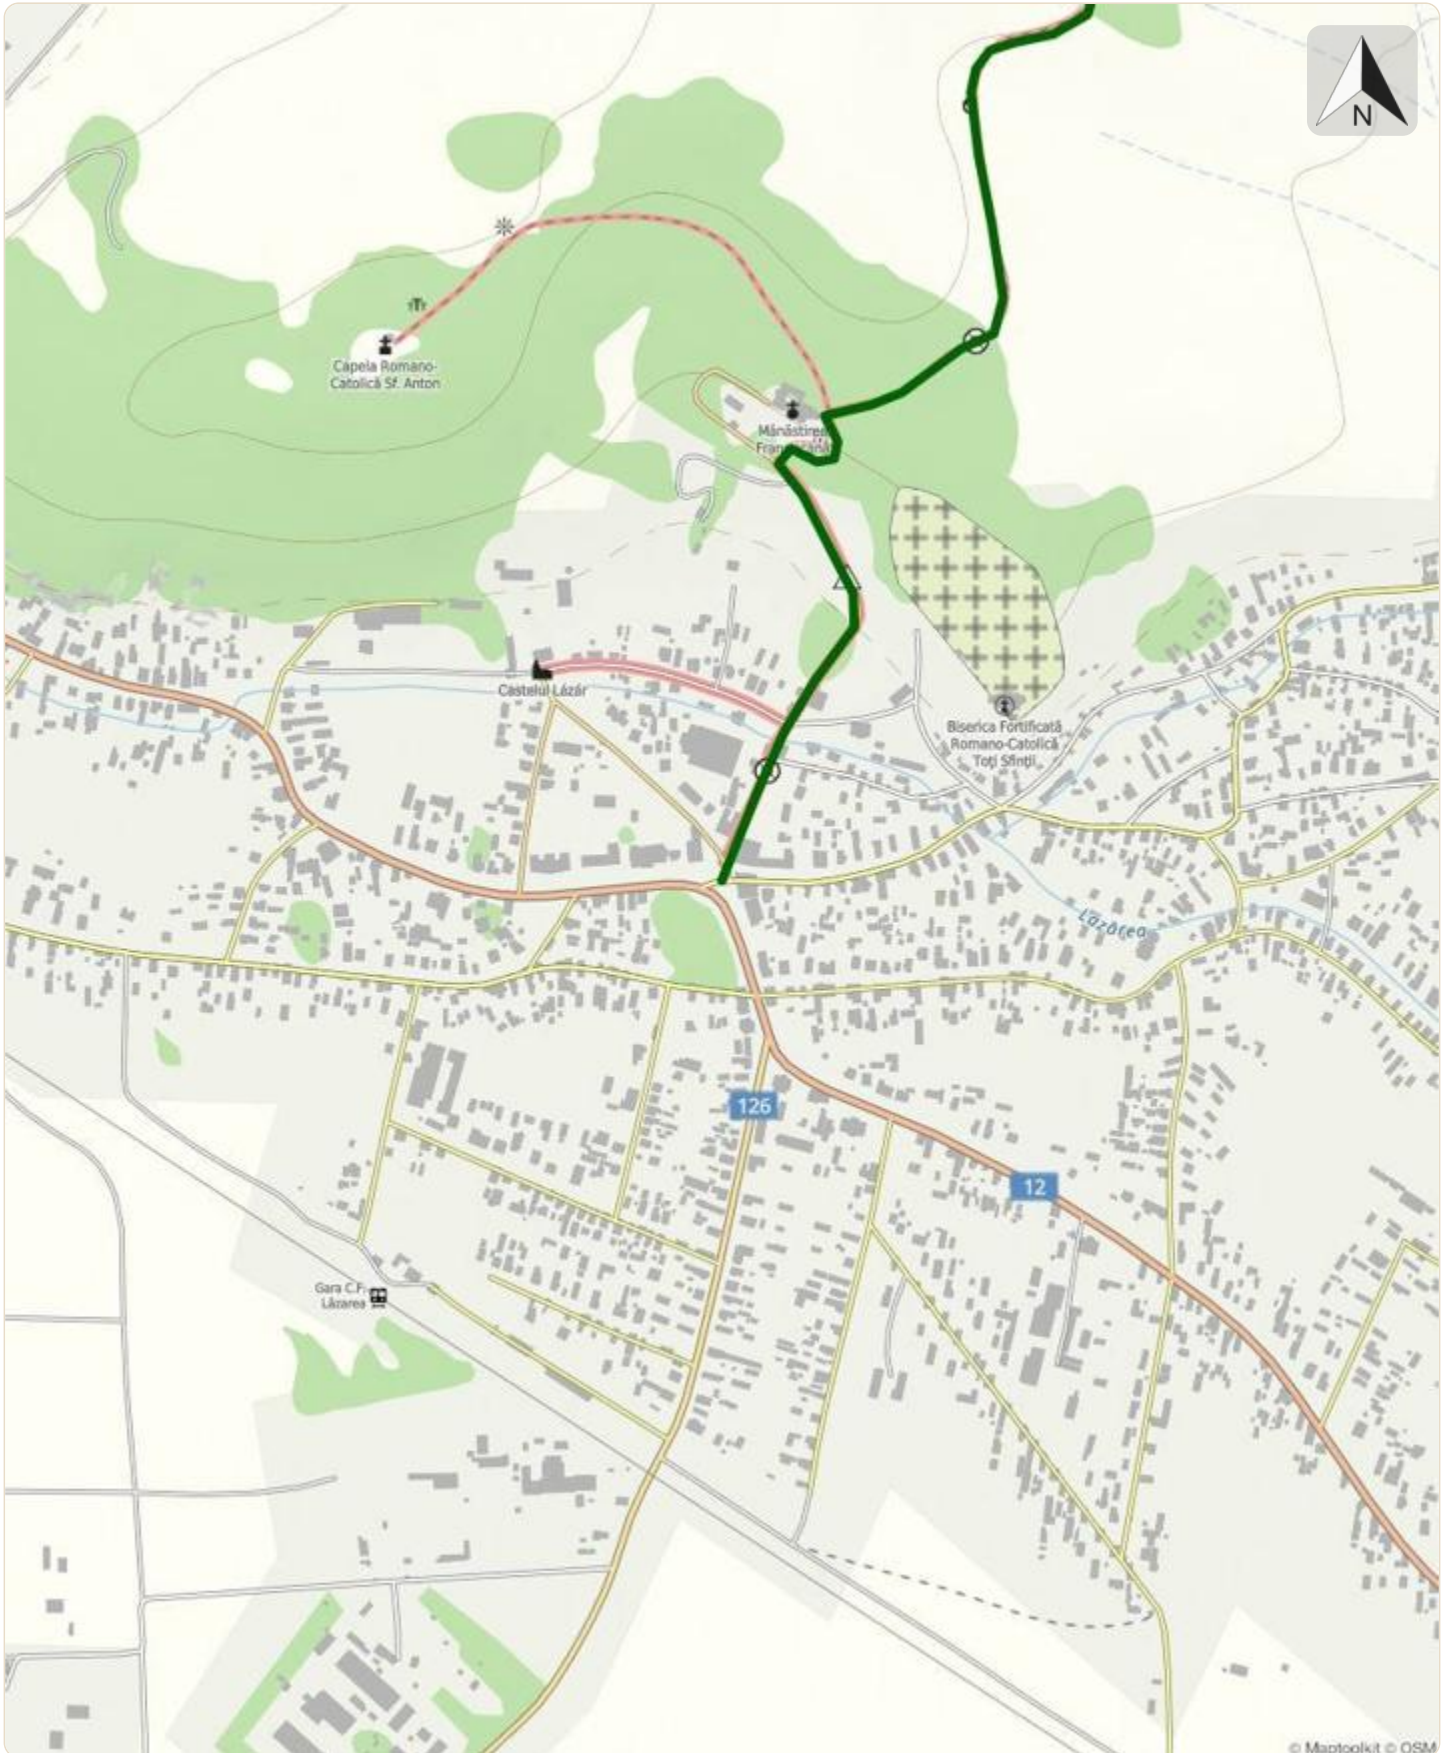 N
Capela Romano-
Catolică Sf. Anton
Mănăstirea
Castelul Lázár
Biserica Fortificată
Romano-Catolică
Toți Sfinții
Lăzărea
126
12
Gara C.F.
Lăzarea
© Maptoolkit © OSM